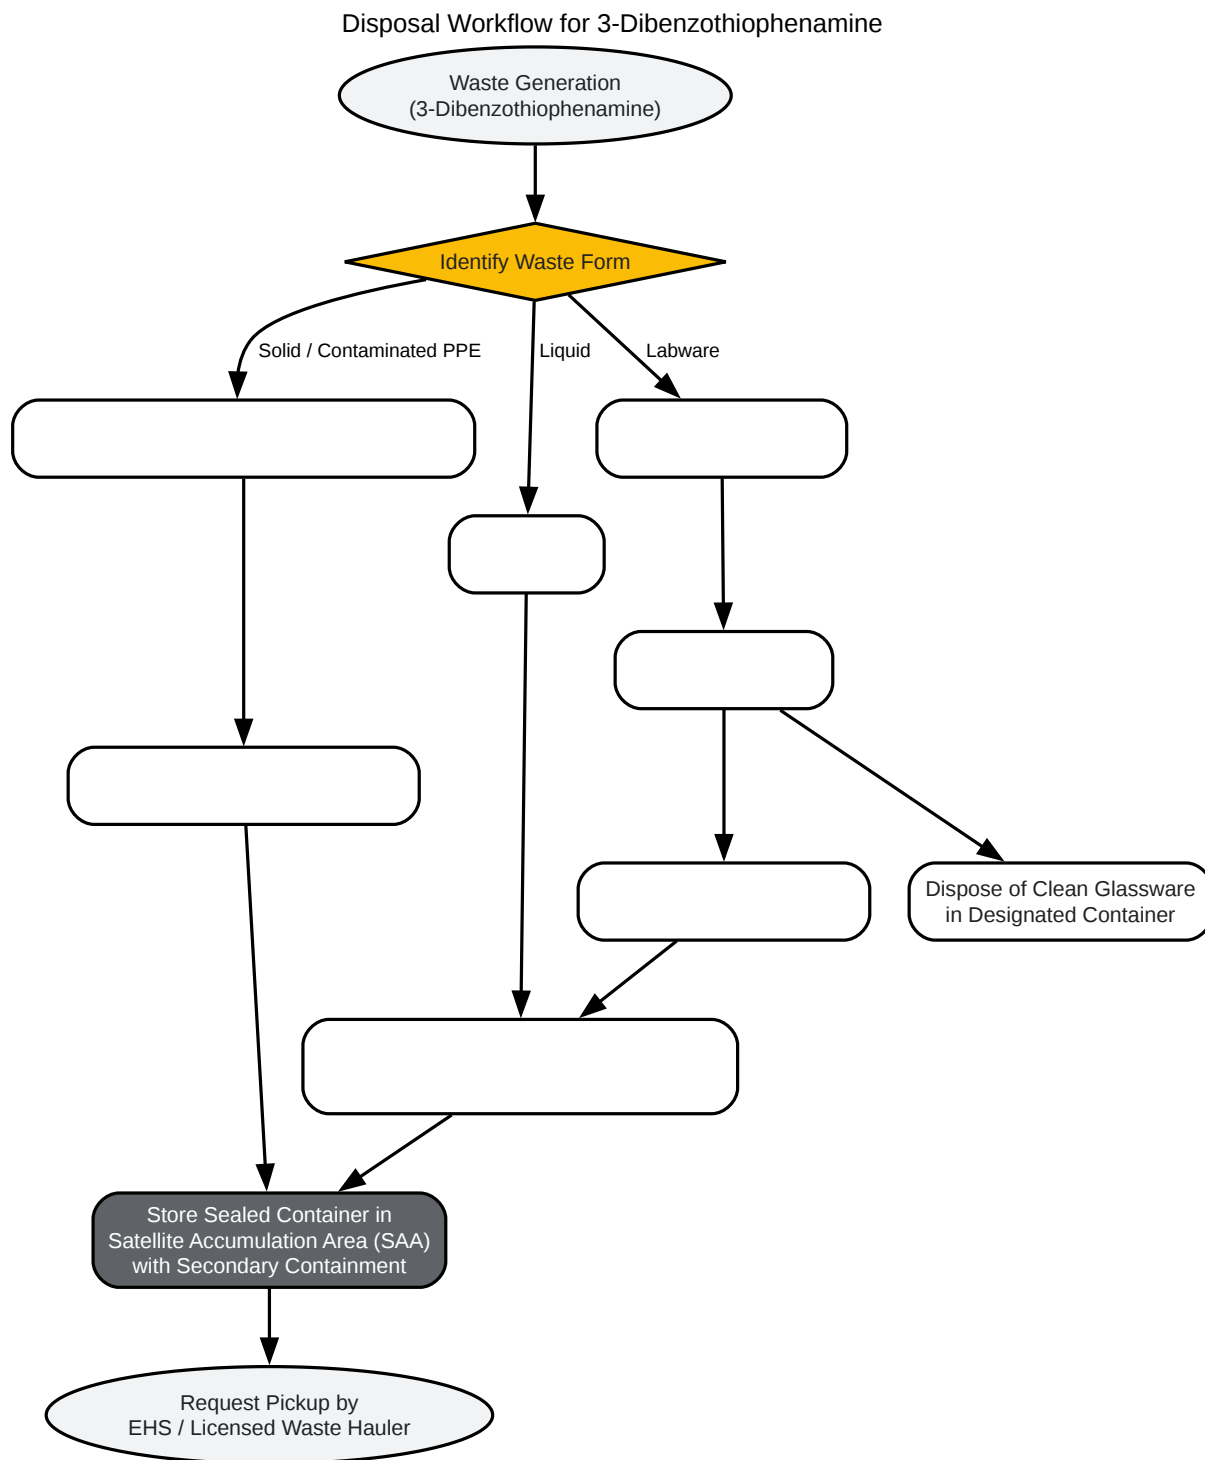 Disposal Workflow for 3-Dibenzothiophenamine
Waste Generation
(3-Dibenzothiophenamine)
Identify Waste Form
Solid / Contaminated PPE
Liquid
Labware
Dispose of Clean Glassware
in Designated Container
Store Sealed Container in
Satellite Accumulation Area (SAA)
with Secondary Containment
Request Pickup by
EHS / Licensed Waste Hauler